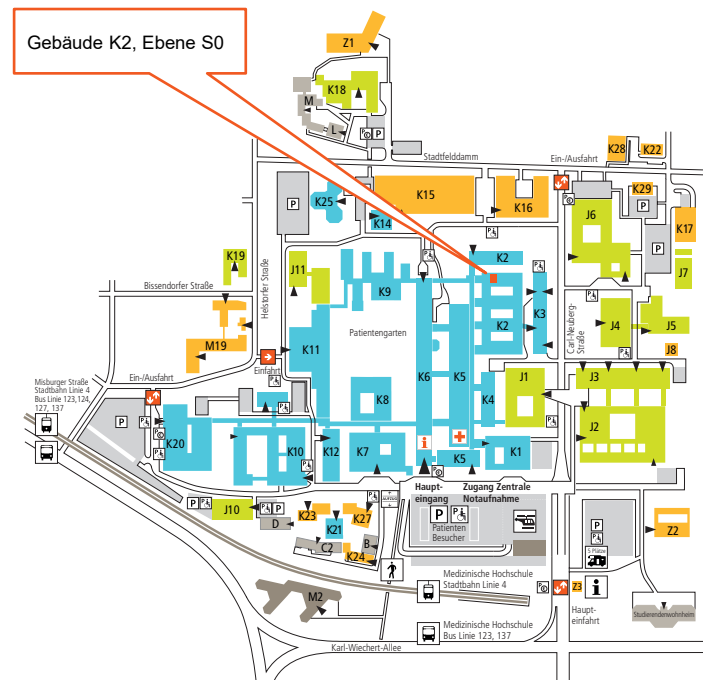 Gebäude K2, Ebene S0
Z1
K18
M
L
P
Stadtfelddamm
Ein-/Ausfahrt
K28
K22
K29
P
K17
P
K25
K14
K15
K16
J6
J7
P
K19
Bissendorfer Straße
Helstorfer Straße
J11
K9
K2
K3
K2
Carl-Neuberg-
Straße
J4
J5
J8
M19
K11
Patientengarten
K6
K5
Einfahrt
Misburger Straße
Stadtbahn Linie 4
Bus Linie 123,124,
127, 137
Ein-/Ausfahrt
P
K8
K4
J1
J3
J2
K20
K10
K12
K7
i
K5
K1
Haupt-
eingang
Zugang Zentrale
Notaufnahme
J10
P
P
D
K23
K21
K27
C2
B
K24
P
Patienten
Besucher
P
5 Plätze
Z2
M2
Medizinische Hochschule
Stadtbahn Linie 4
Z3
i
Haupt-
einfahrt
Studierendenwohnheim
Medizinische Hochschule
Bus Linie 123, 137
Karl-Wiechert-Allee